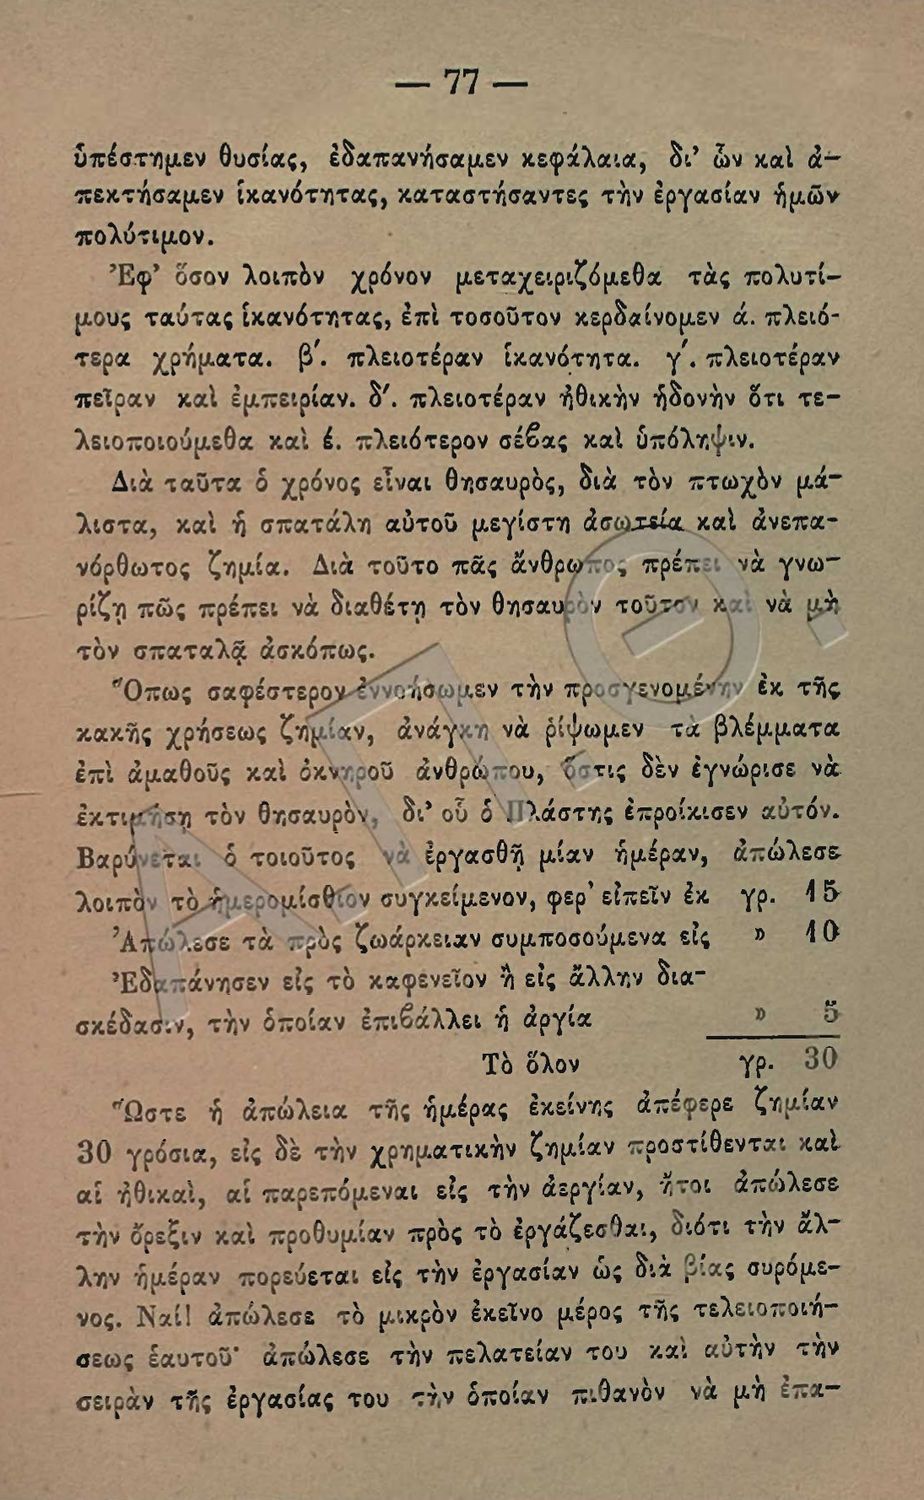 — 77 —
ὑπέστημεν θυσίας, ἐδαπανήσαμεν κεφάλαια, δι’ ὧν καὶ ἀ-
πεκτήσαμεν ἱκανότητας, καταστήσαντες τὴν ἐργασίαν ἡμῶν
πολύτιμον.
Ἐφ’ ὅσον λοιπὸν χρόνον μεταχειριζόμεθα τὰς πολυτί-
μους ταύτας ἱκανότητας, ἐπὶ τοσοῦτον κερδαίνομεν ά. πλειό-
τερα χρήματα. β΄. πλειοτέραν ἱκανότητα. γ΄. πλειοτέραν
πεῖραν καὶ ἐμπειρίαν. δ΄. πλειοτέραν ἠθικὴν ἡδονὴν ὅτι τε-
λειοποιούμεθα καὶ έ. πλειότερον σέβας καὶ ὑπόληψιν.
Διὰ ταῦτα ὁ χρόνος εἶναι θησαυρὸς, διὰ τὸν πτωχὸν μά-
λιστα, καὶ ἡ σπατάλη αὐτοῦ μεγίστη ἀσωτεία καὶ ἀνεπα-
νόρθωτος ζημία. Διὰ τοῦτο πᾶς ἄνθρωπος πρέπει νὰ γνω-
ρίζῃ πῶς πρέπει νὰ διαθέτῃ τὸν θησαυρὸν τοῦτον καὶ νὰ μὴ
τὸν σπαταλᾷ ἀσκόπως.
Ὅπως σαφέστερον ἐννοήσωμεν τὴν προσγενομένην ἐκ τῆς
κακῆς χρήσεως ζημίαν, ἀνάγκη νὰ ῥίψωμεν τὰ βλέμματα
ἐπὶ ἀμαθοῦς καὶ ὀκνηροῦ ἀνθρώπου, ὅστις δὲν ἐγνώρισε νὰ
ἐκτιμήσῃ τὸν θησαυρὸν, δι’ οὗ ὁ Πλάστης ἐπροίκισεν αὐτόν.
Βαρύνεται ὁ τοιοῦτος νὰ ἐργασθῇ μίαν ἡμέραν, ἀπώλεσε
λοιπὸν τὸ ἡμερομίσθιον συγκείμενον, φερ’ εἰπεῖν ἐκ γρ. 15
Ἀπώλεσε τὰ πρὸς ζωάρκειαν συμποσούμενα εἰς » 10
Ἐδαπάνησεν εἰς τὸ καφενεῖον ἢ εἰς ἄλλην δια-
σκέδασιν, τὴν ὁποίαν ἐπιβάλλει ἡ ἀργία » 5
Τὸ ὅλον γρ. 30
Ὥστε ἡ ἀπώλεια τῆς ἡμέρας ἐκείνης ἀπέφερε ζημίαν
30 γρόσια, εἰς δὲ τὴν χρηματικὴν ζημίαν προστίθενται καὶ
αἱ ἠθικαὶ, αἱ παρεπόμεναι εἰς τὴν ἀεργίαν, ἤτοι ἀπώλεσε
τὴν ὄρεξιν καὶ προθυμίαν πρὸς τὸ ἐργάζεσθαι, διότι τὴν ἄλ-
λην ἡμέραν πορεύεται εἰς τὴν ἐργασίαν ὡς διὰ βίας συρόμε-
νος. Ναί! ἀπώλεσε τὸ μικρὸν ἐκεῖνο μέρος τῆς τελειοποιή-
σεως ἑαυτοῦ· ἀπώλεσε τὴν πελατείαν του καὶ αὐτὴν τὴν
σειρὰν τῆς ἐργασίας του τὴν ὁποίαν πιθανὸν νὰ μὴ ἐπα-